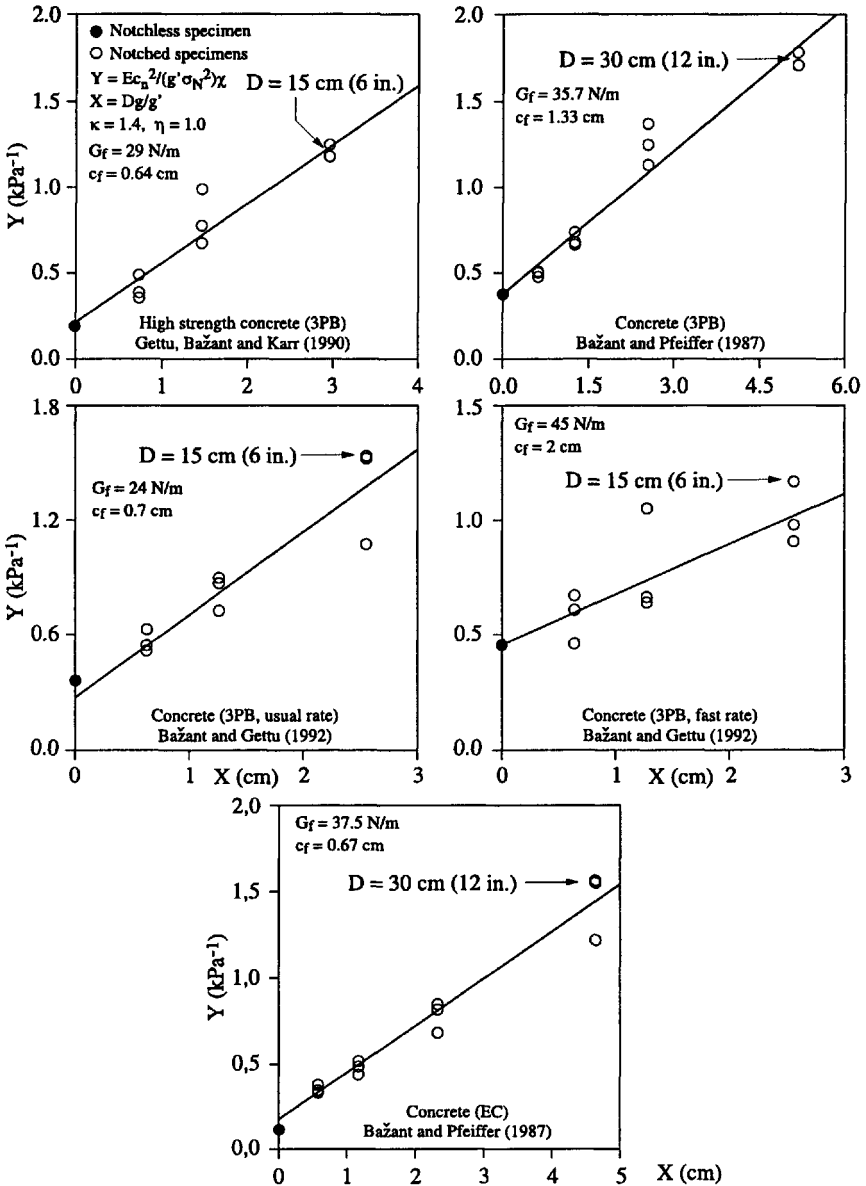 2.0
1.5
1.0
0.5
0.0
Y (kPa⁻¹)
● Notchless specimen
○ Notched specimens
Y = Ec_n²/(g'σ_N²)χ
X = Dg/g'
κ = 1.4, η = 1.0
G_f = 29 N/m
c_f = 0.64 cm
D = 15 cm (6 in.)
High strength concrete (3PB)
Gettu, Bažant and Karr (1990)
0 1 2 3 4
2.0
1.5
1.0
0.5
0.0
D = 30 cm (12 in.)
G_f = 35.7 N/m
c_f = 1.33 cm
Concrete (3PB)
Bažant and Pfeiffer (1987)
0.0 1.5 3.0 4.5 6.0
1.8
1.2
0.6
0.0
Y (kPa⁻¹)
D = 15 cm (6 in.)
G_f = 24 N/m
c_f = 0.7 cm
Concrete (3PB, usual rate)
Bažant and Gettu (1992)
0 1 2 3
X (cm)
1.5
1.0
0.5
0.0
G_f = 45 N/m
c_f = 2 cm
D = 15 cm (6 in.)
Concrete (3PB, fast rate)
Bažant and Gettu (1992)
0 1 2 3
X (cm)
2,0
1,5
1,0
0,5
0,0
Y (kPa⁻¹)
G_f = 37.5 N/m
c_f = 0.67 cm
D = 30 cm (12 in.)
Concrete (EC)
Bažant and Pfeiffer (1987)
0 1 2 3 4 5
X (cm)